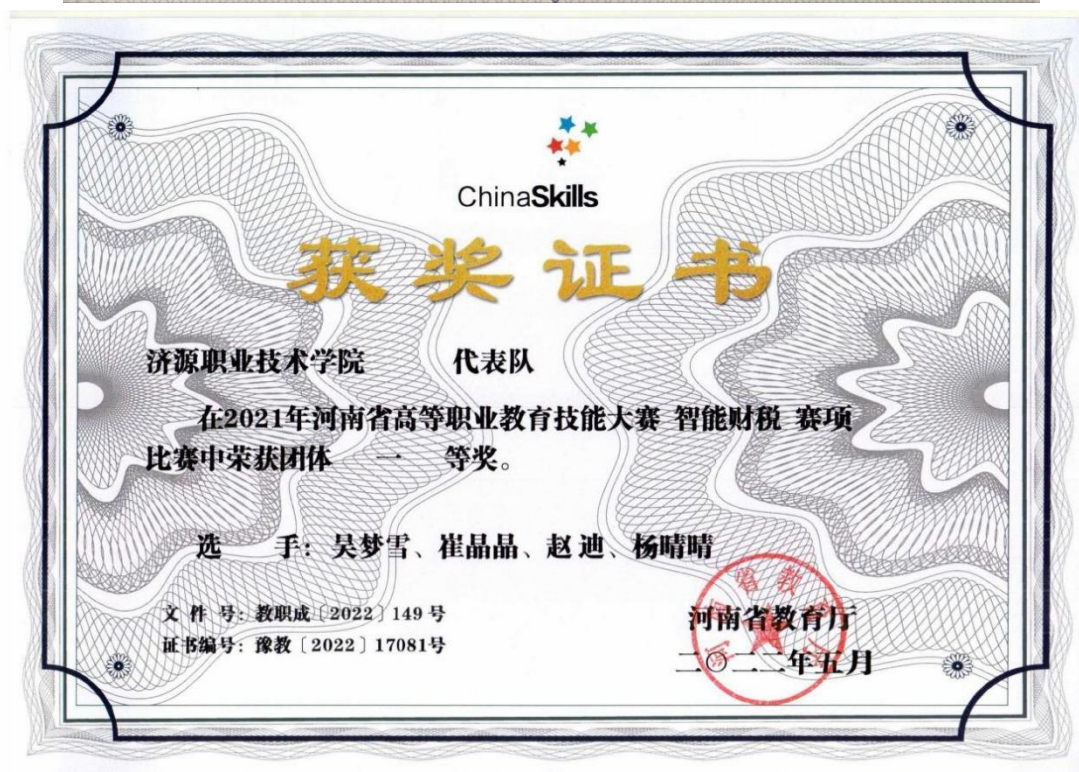 ChinaSkills
获奖证书
济源职业技术学院 代表队
在2021年河南省高等职业教育技能大赛 智能财税 赛项
比赛中荣获团体 一 等奖。
选 手：吴梦雪、崔晶晶、赵迪、杨晴晴
文件号：教职成〔2022〕149号
证书编号：豫教〔2022〕17081号
河南省教育厅
二〇二二年五月